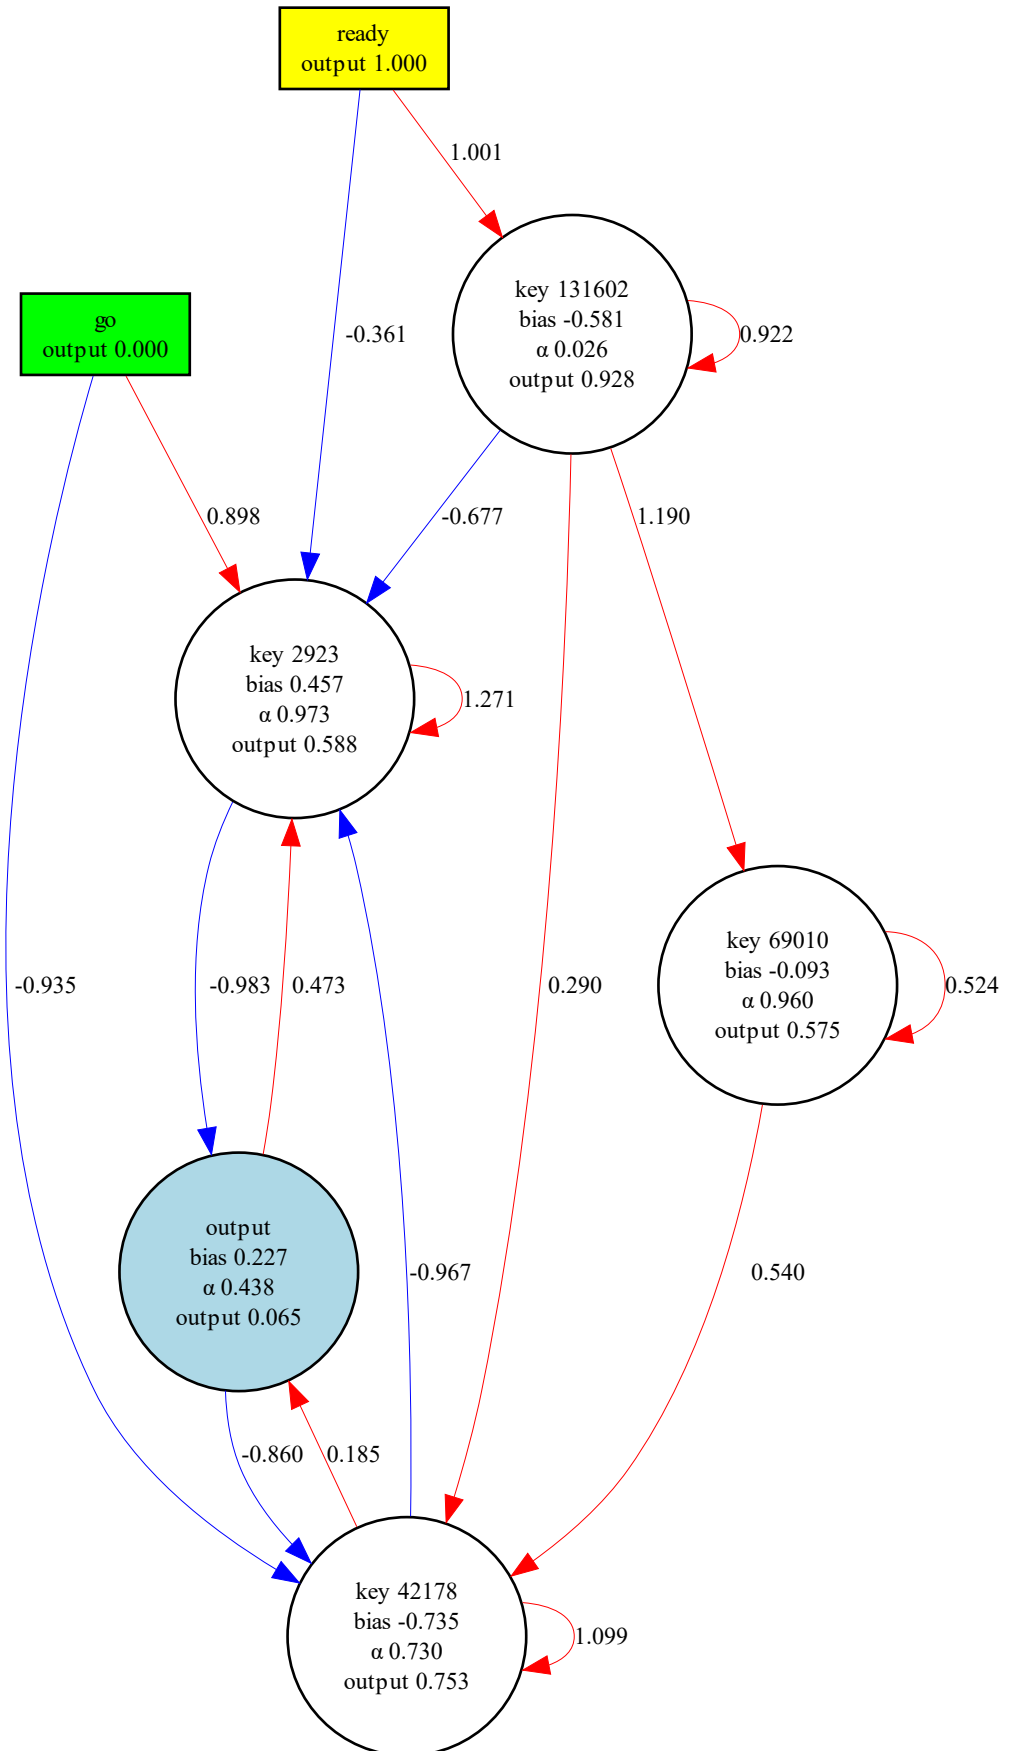 ready
output 1.000
1.001
key 131602
bias -0.581
α 0.026
output 0.928
0.922
go
output 0.000
-0.361
0.898
-0.677
1.190
key 2923
bias 0.457
α 0.973
output 0.588
1.271
key 69010
bias -0.093
α 0.960
output 0.575
0.524
-0.935
-0.983
0.473
0.290
output
bias 0.227
α 0.438
output 0.065
-0.967
0.540
-0.860
0.185
key 42178
bias -0.735
α 0.730
output 0.753
1.099